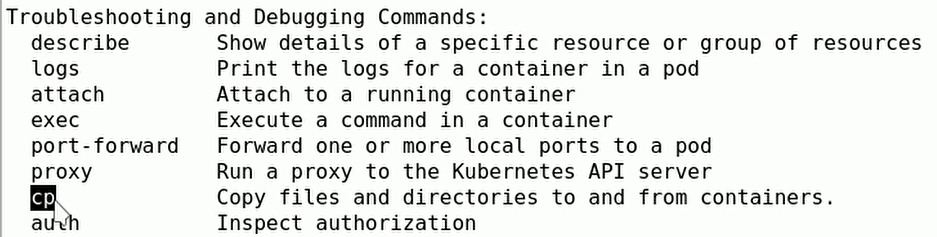 Troubleshooting and Debugging Commands:
describe Show details of a specific resource or group of resources
logs Print the logs for a container in a pod
attach Attach to a running container
exec Execute a command in a container
port-forward Forward one or more local ports to a pod
proxy Run a proxy to the Kubernetes API server
cp Copy files and directories to and from containers.
auth Inspect authorization